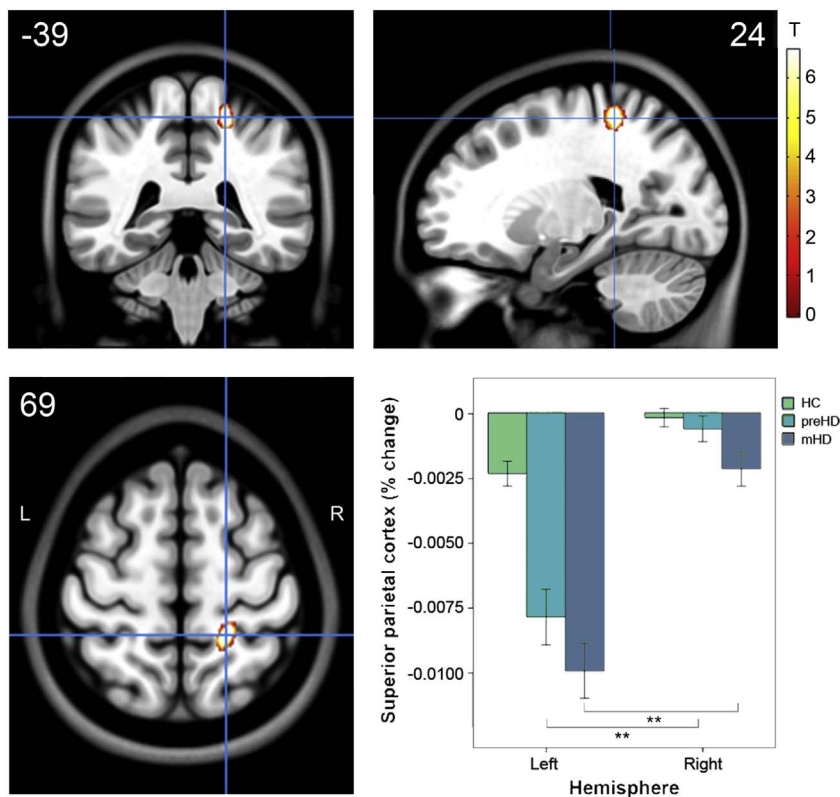 -39
24
T
6
5
4
3
2
1
0
69
L
R
HC
preHD
mHD
Superior parietal cortex (% change)
0
-0.0025
-0.0050
-0.0075
-0.0100
**
**
Left
Right
Hemisphere